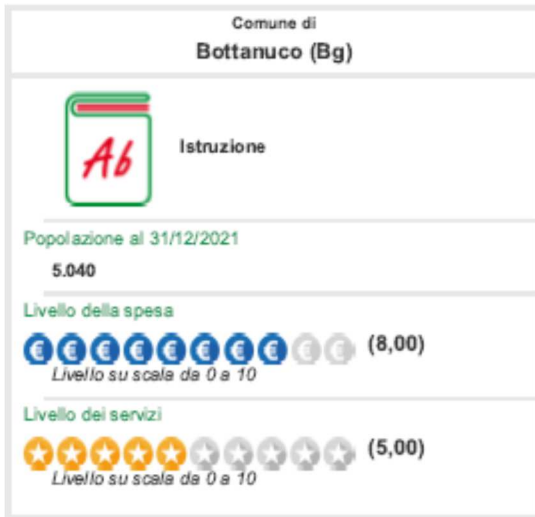 Comune di
Bottanuco (Bg)
Ab
Istruzione
Popolazione al 31/12/2021
5.040
Livello della spesa
(8,00)
Livello su scala da 0 a 10
Livello dei servizi
(5,00)
Livello su scala da 0 a 10